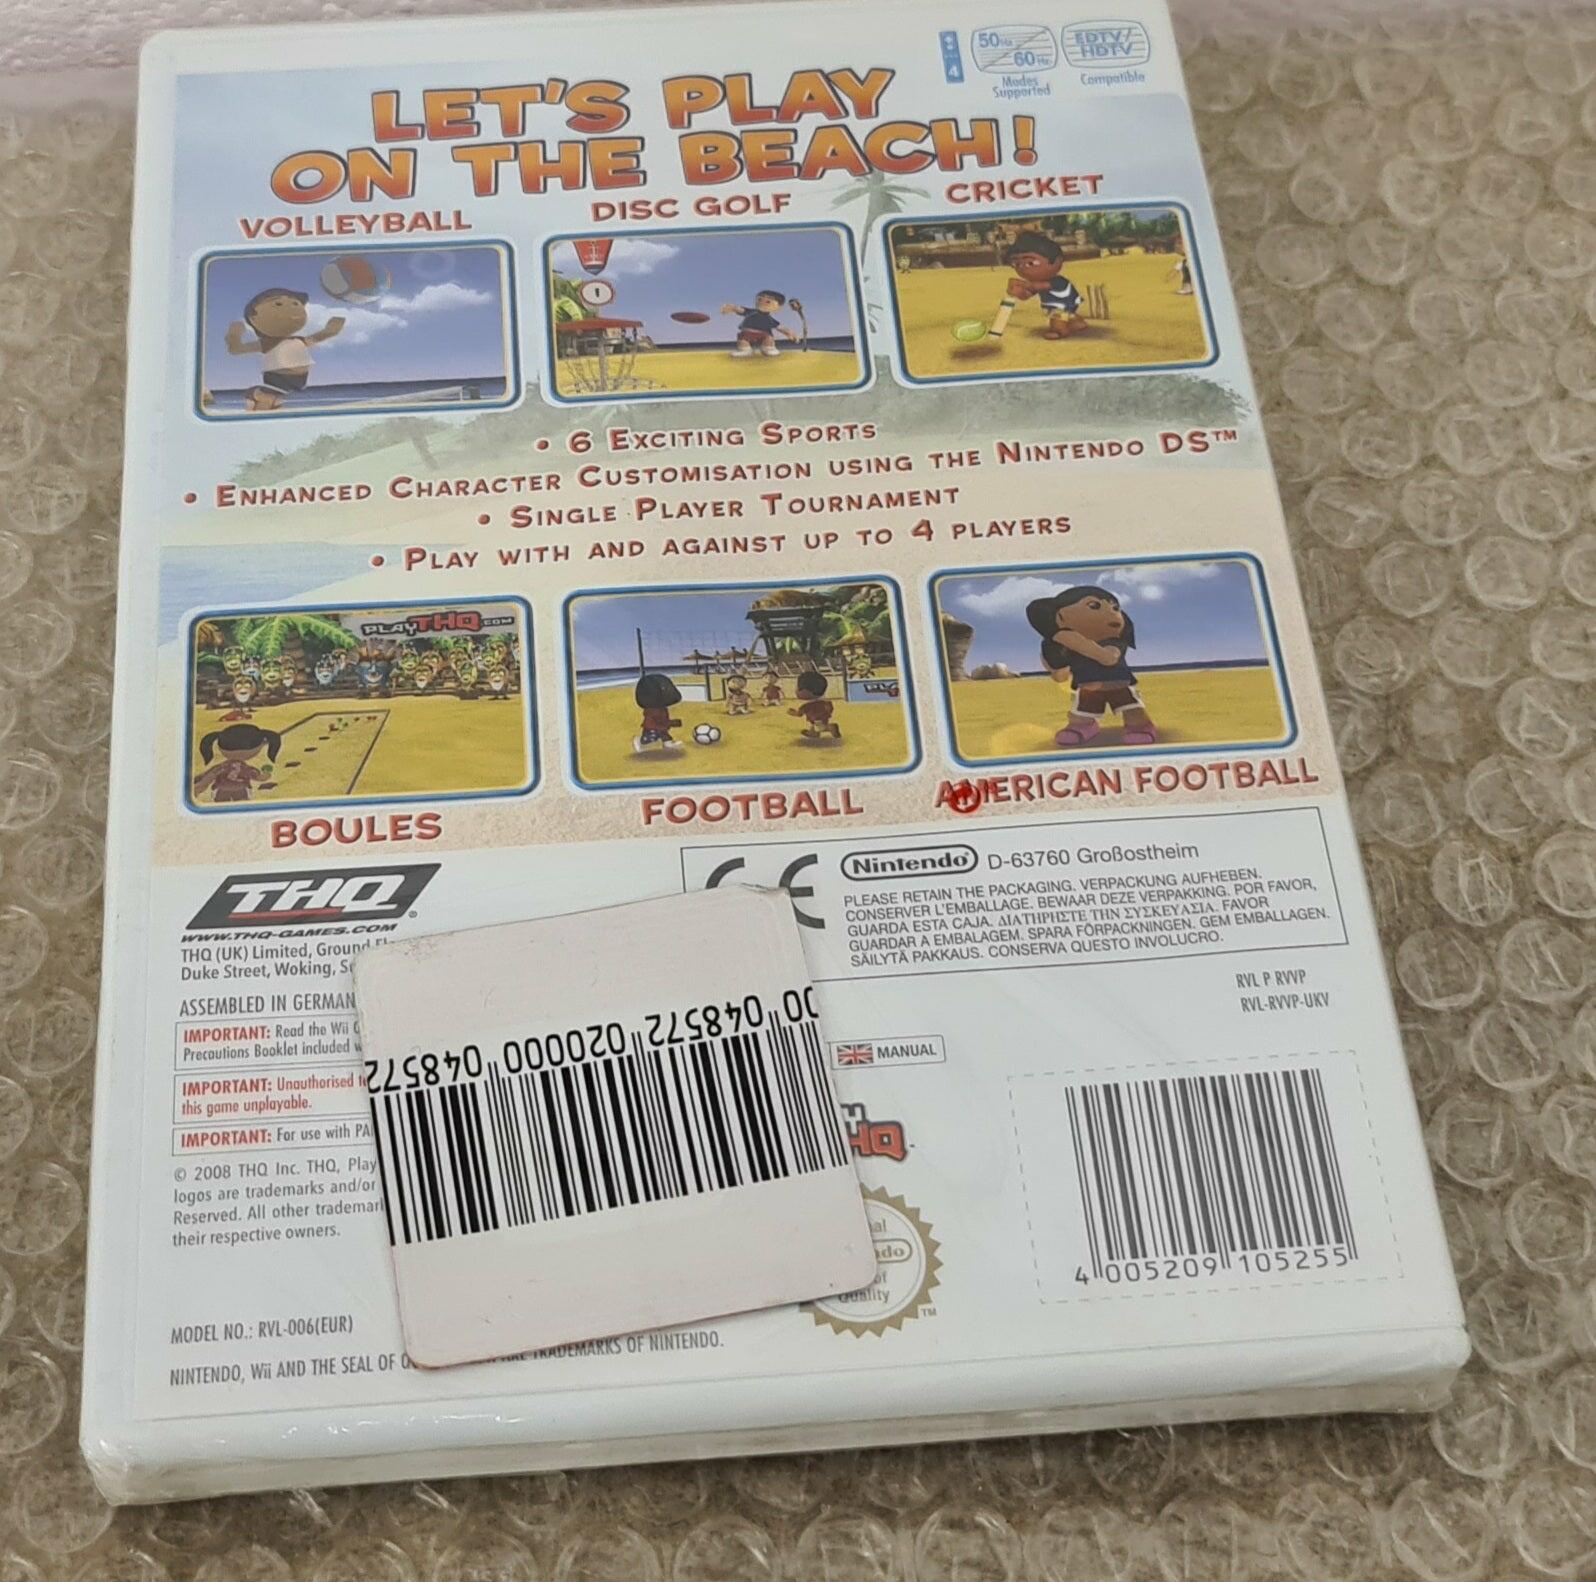 50Hz
60Hz
Modes
Supported
EDTV/
HDTV
Compatible
4
LET'S PLAY
ON THE BEACH!
VOLLEYBALL
DISC GOLF
CRICKET
• 6 EXCITING SPORTS
• ENHANCED CHARACTER CUSTOMISATION USING THE NINTENDO DS™
• SINGLE PLAYER TOURNAMENT
• PLAY WITH AND AGAINST UP TO 4 PLAYERS
PLAYTHQ.COM
BOULES
FOOTBALL
AMERICAN FOOTBALL
THQ®
WWW.THQ-GAMES.COM
THQ (UK) Limited, Ground
Duke Street, Woking,
ASSEMBLED IN GERMAN
IMPORTANT: Read the Wii
Precautions Booklet included
IMPORTANT: Unauthorised
this game unplayable.
IMPORTANT: For use with PA
© 2008 THQ Inc. THQ, Play
logos are trademarks and/or
Reserved. All other trademar
their respective owners.
CE
Nintendo® D-63760 Großostheim
PLEASE RETAIN THE PACKAGING. VERPACKUNG AUFHEBEN.
CONSERVER L'EMBALLAGE. BEWAAR DEZE VERPAKKING. POR FAVOR,
GUARDA ESTA CAJA. ΔΙΑΤΗΡΗΣΤΕ ΤΗΝ ΣΥΣΚΕΥΑΣΙΑ. FAVOR
GUARDAR A EMBALAGEM. SPARA FÖRPACKNINGEN. GEM EMBALLAGEN.
SÄILYTÄ PAKKAUS. CONSERVA QUESTO INVOLUCRO.
RVL P RVVP
RVL-RVVP-UKV
MANUAL
00 048572 020000 048572
HQ
Quality
TM
4 005209 105255
MODEL NO.: RVL-006(EUR)
NINTENDO, Wii AND THE SEAL OF TRADEMARKS OF NINTENDO.